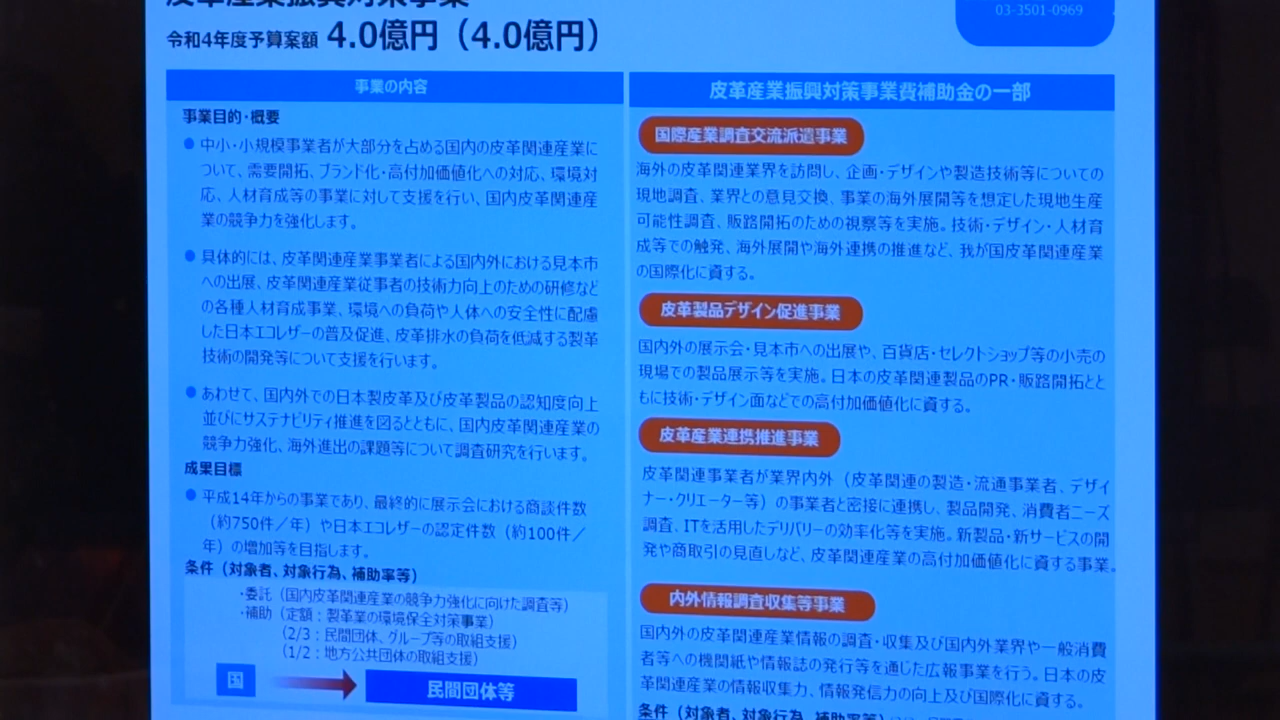 皮革産業振興対策事業
令和4年度予算案額 4.0億円（4.0億円）
03-3501-0969
事業の内容
事業目的・概要
● 中小・小規模事業者が大部分を占める国内の皮革関連産業に
ついて、需要開拓、ブランド化・高付加価値化への対応、環境対
応、人材育成等の事業に対して支援を行い、国内皮革関連産
業の競争力を強化します。
● 具体的には、皮革関連産業事業者による国内外における見本市
への出展、皮革関連産業従事者の技術力向上のための研修など
の各種人材育成事業、環境への負荷や人体への安全性に配慮
した日本エコレザーの普及促進、皮革排水の負荷を低減する製革
技術の開発等について支援を行います。
● あわせて、国内外での日本製皮革及び皮革製品の認知度向上
並びにサステナビリティ推進を図るとともに、国内皮革関連産業の
競争力強化、海外進出の課題等について調査研究を行います。
成果目標
● 平成14年からの事業であり、最終的に展示会における商談件数
（約750件／年）や日本エコレザーの認定件数（約100件／
年）の増加等を目指します。
条件（対象者、対象行為、補助率等）
・委託（国内皮革関連産業の競争力強化に向けた調査等）
・補助（定額：製革業の環境保全対策事業）
（2/3：民間団体、グループ等の取組支援）
（1/2：地方公共団体の取組支援）
国
民間団体等
皮革産業振興対策事業費補助金の一部
国際産業調査交流派遣事業
海外の皮革関連業界を訪問し、企画・デザインや製造技術等についての
現地調査、業界との意見交換、事業の海外展開等を想定した現地生産
可能性調査、販路開拓のための視察等を実施。技術・デザイン・人材育
成等での触発、海外展開や海外連携の推進など、我が国皮革関連産業
の国際化に資する。
皮革製品デザイン促進事業
国内外の展示会・見本市への出展や、百貨店・セレクトショップ等の小売の
現場での製品展示等を実施。日本の皮革関連製品のPR・販路開拓とと
もに技術・デザイン面などでの高付加価値化に資する。
皮革産業連携推進事業
皮革関連事業者が業界内外（皮革関連の製造・流通事業者、デザイ
ナー・クリエーター等）の事業者と密接に連携し、製品開発、消費者ニーズ
調査、ITを活用したデリバリーの効率化等を実施。新製品・新サービスの開
発や商取引の見直しなど、皮革関連産業の高付加価値化に資する事業。
内外情報調査収集等事業
国内外の皮革関連産業情報の調査・収集及び国内外業界や一般消費
者等への機関紙や情報誌の発行等を通じた広報事業を行う。日本の皮
革関連産業の情報収集力、情報発信力の向上及び国際化に資する。
条件（対象者、対象行為、補助率等）